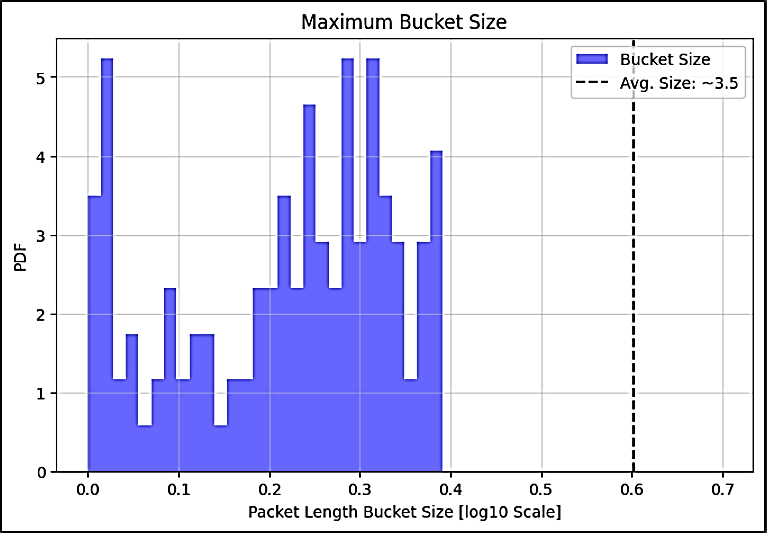 Maximum Bucket Size
Bucket Size
Avg. Size: ~3.5
PDF
5
4
3
2
1
0
0.0 0.1 0.2 0.3 0.4 0.5 0.6 0.7
Packet Length Bucket Size [log10 Scale]